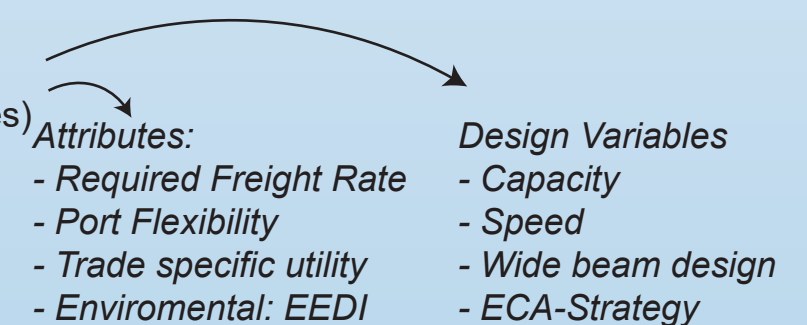 es)
Attributes:
- Required Freight Rate
- Port Flexibility
- Trade specific utility
- Enviromental: EEDI
Design Variables
- Capacity
- Speed
- Wide beam design
- ECA-Strategy